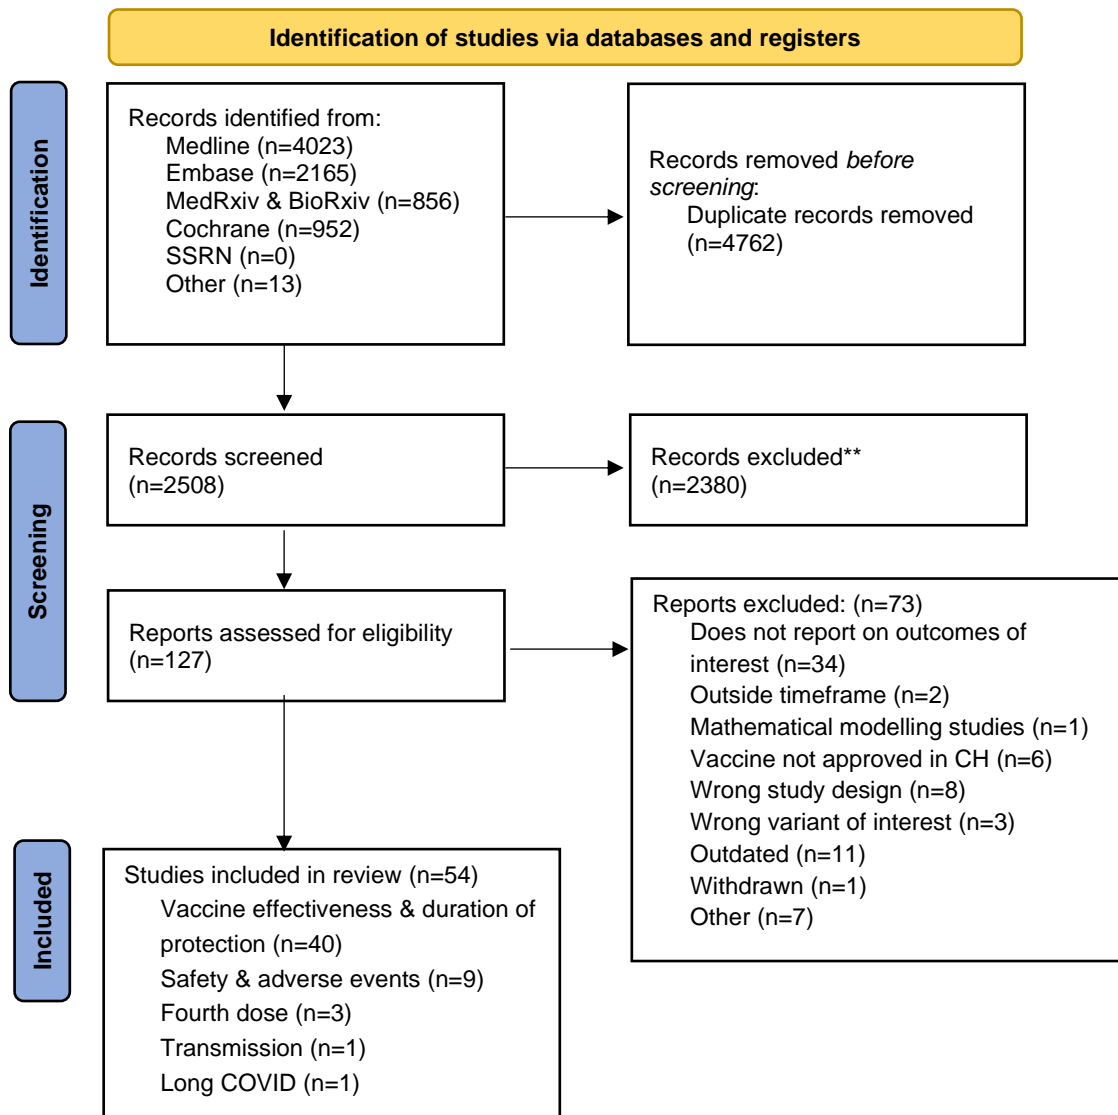 Identification of studies via databases and registers
Identification
Records identified from:
Medline (n=4023)
Embase (n=2165)
MedRxiv & BioRxiv (n=856)
Cochrane (n=952)
SSRN (n=0)
Other (n=13)
Records removed before
screening:
Duplicate records removed
(n=4762)
Screening
Records screened
(n=2508)
Records excluded**
(n=2380)
Reports assessed for eligibility
(n=127)
Reports excluded: (n=73)
Does not report on outcomes of
interest (n=34)
Outside timeframe (n=2)
Mathematical modelling studies (n=1)
Vaccine not approved in CH (n=6)
Wrong study design (n=8)
Wrong variant of interest (n=3)
Outdated (n=11)
Withdrawn (n=1)
Other (n=7)
Included
Studies included in review (n=54)
Vaccine effectiveness & duration of
protection (n=40)
Safety & adverse events (n=9)
Fourth dose (n=3)
Transmission (n=1)
Long COVID (n=1)